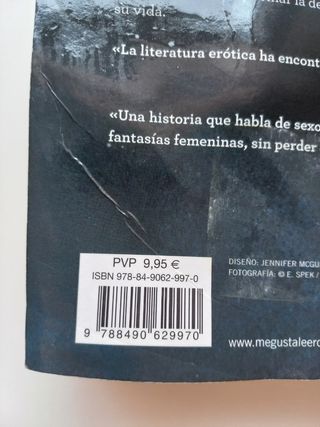 su vida.
«La literatura erótica ha encont
«Una historia que habla de sexo
fantasías femeninas, sin perder
PVP 9,95 €
ISBN 978-84-9062-997-0
9 788490 629970
DISEÑO: JENNIFER MCGU
FOTOGRAFÍA: © E. SPEK /
www.megustaleerc